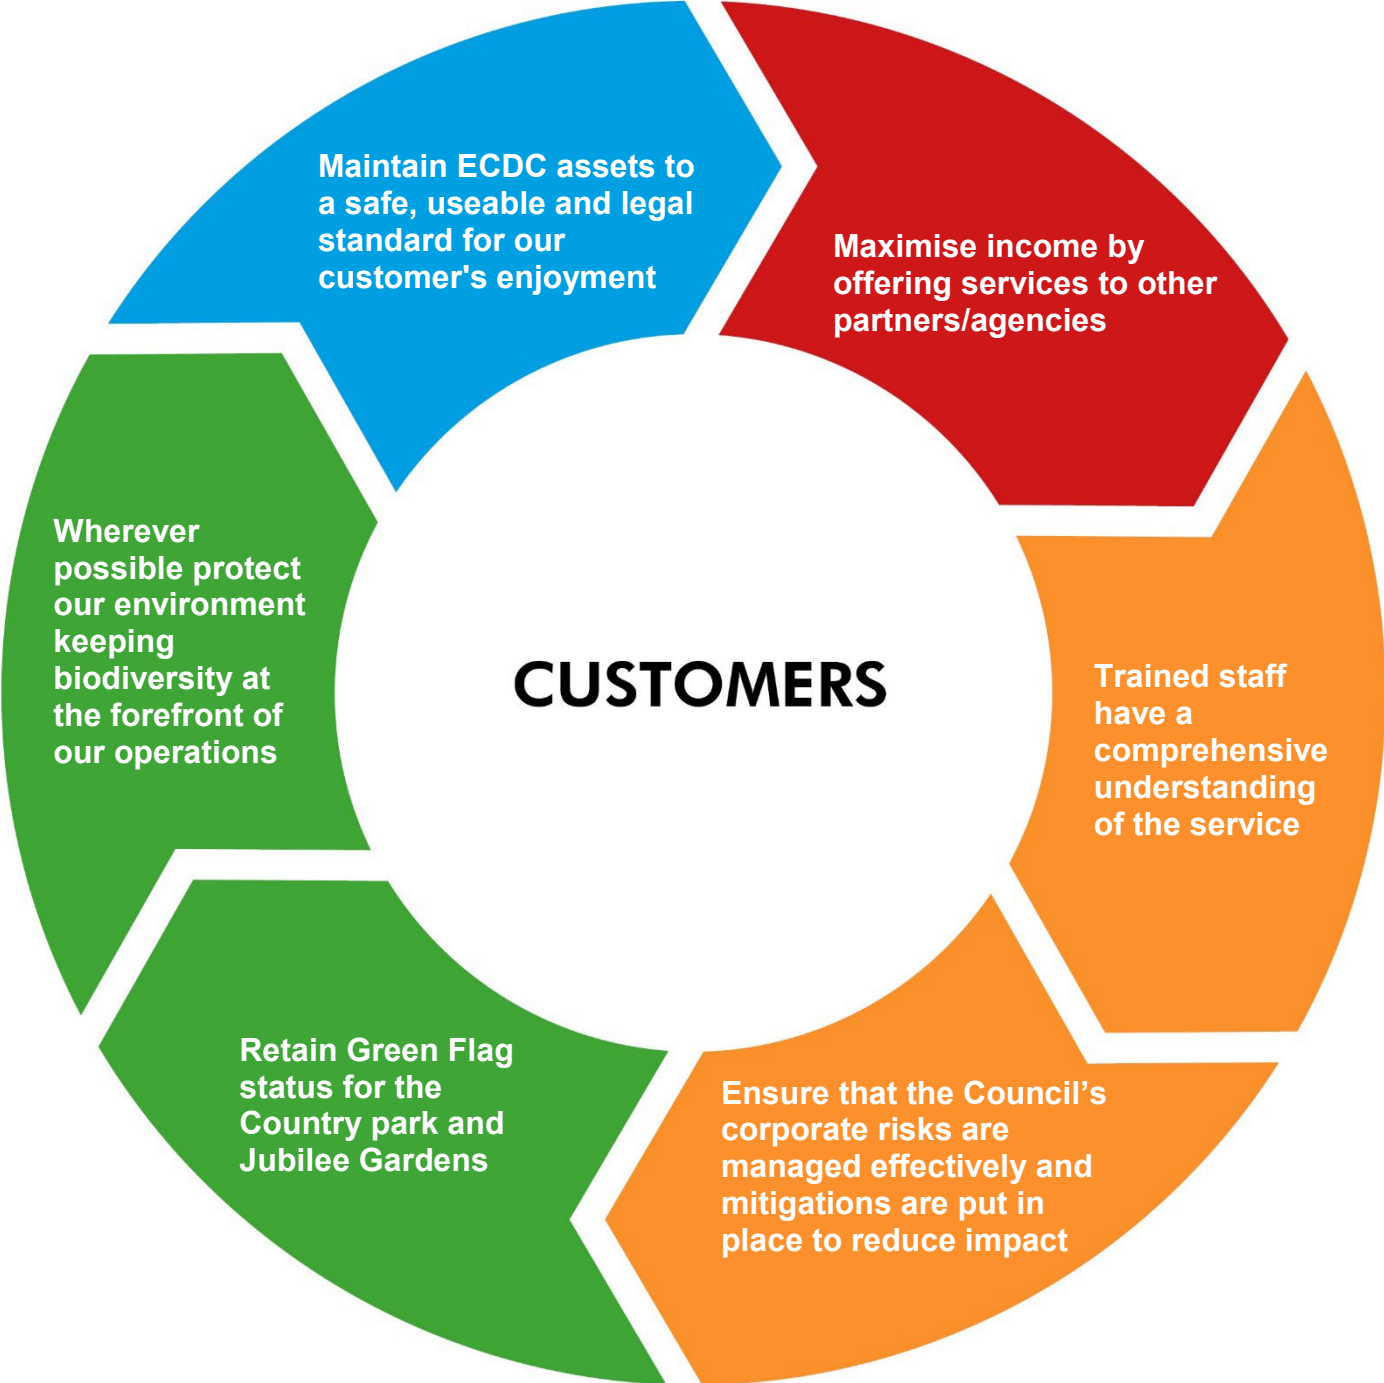 Maintain ECDC assets to
a safe, useable and legal
standard for our
customer's enjoyment
Maximise income by
offering services to other
partners/agencies
Wherever
possible protect
our environment
keeping
biodiversity at
the forefront of
our operations
CUSTOMERS
Trained staff
have a
comprehensive
understanding
of the service
Retain Green Flag
status for the
Country park and
Jubilee Gardens
Ensure that the Council’s
corporate risks are
managed effectively and
mitigations are put in
place to reduce impact